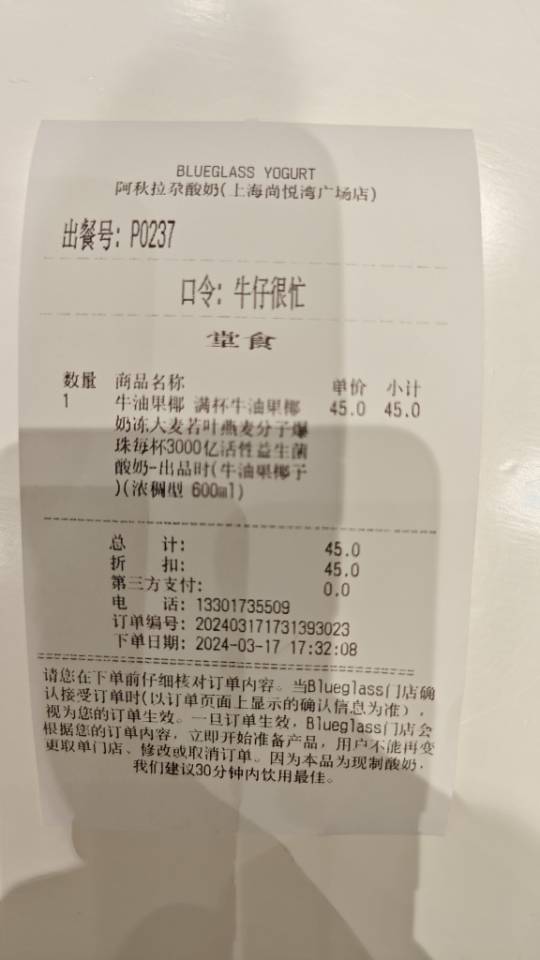 BLUEGLASS YOGURT
阿秋拉尕酸奶(上海尚悦湾广场店)
出餐号: P0237
口令: 牛仔很忙
堂食
数量 商品名称 单价 小计
1 牛油果椰 满杯牛油果椰 45.0 45.0
奶冻大麦若叶燕麦分子爆
珠每杯3000亿活性益生菌
酸奶-出品时(牛油果椰子
)(浓稠型 600ml)
总 计: 45.0
折 扣: 45.0
第三方支付: 0.0
电 话: 13301735509
订单编号: 202403171731393023
下单日期: 2024-03-17 17:32:08
请您在下单前仔细核对订单内容。当Blueglass门店确
认接受订单时(以订单页面上显示的确认信息为准),
视为您的订单生效。一旦订单生效,Blueglass门店会
根据您的订单内容,立即开始准备产品,用户不能再变
更取单门店、修改或取消订单。因为本品为现制酸奶,
我们建议30分钟内饮用最佳。